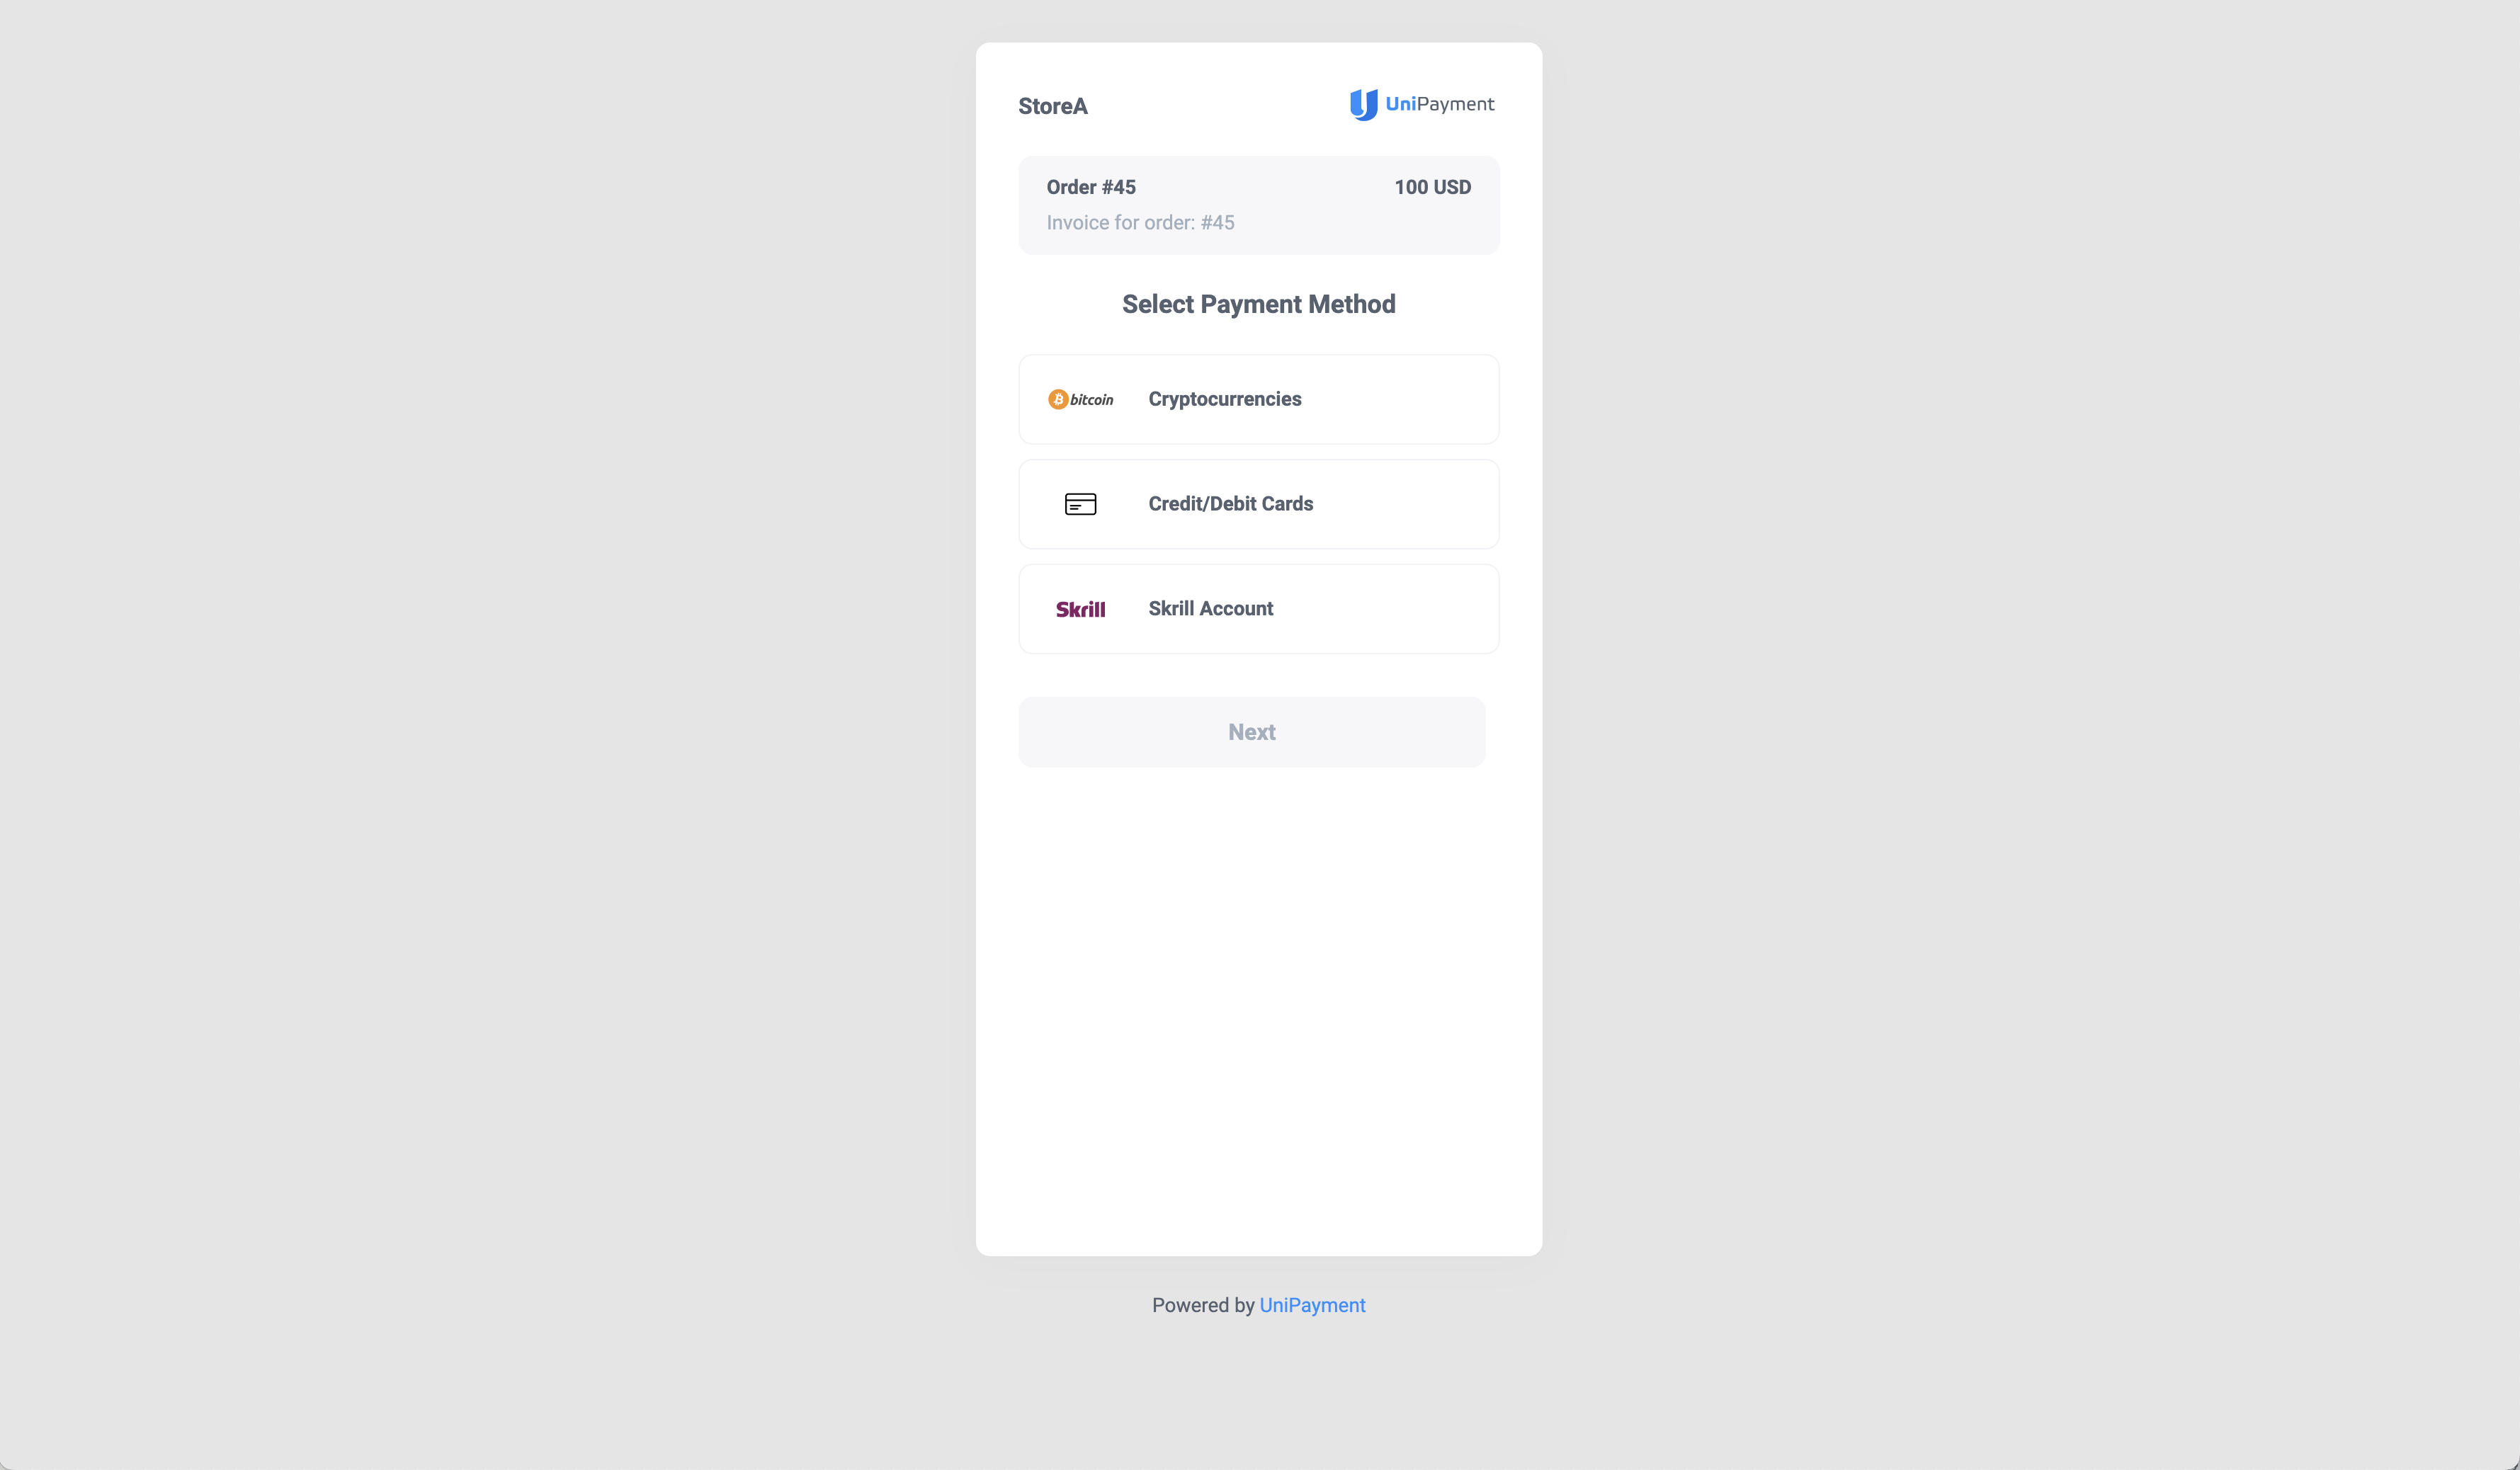 StoreA
UniPayment
Order #45 100 USD
Invoice for order: #45
Select Payment Method
bitcoin Cryptocurrencies
Credit/Debit Cards
Skrill Skrill Account
Next
Powered by UniPayment